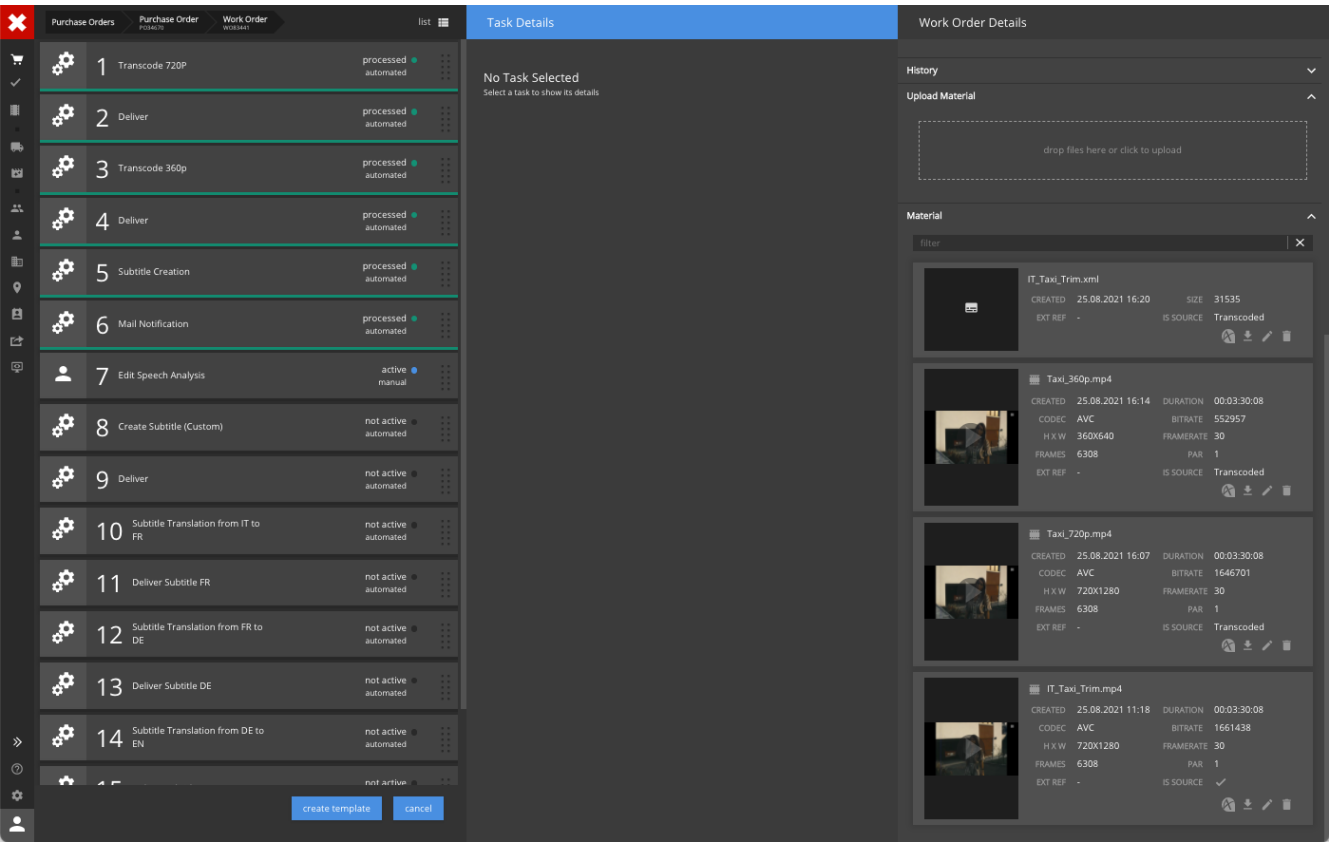 Purchase Orders
Purchase Order
PO34670
Work Order
WO83441
list
1 Transcode 720P
processed
automated
2 Deliver
processed
automated
3 Transcode 360p
processed
automated
4 Deliver
processed
automated
5 Subtitle Creation
processed
automated
6 Mail Notification
processed
automated
7 Edit Speech Analysis
active
manual
8 Create Subtitle (Custom)
not active
automated
9 Deliver
not active
automated
10 Subtitle Translation from IT to
FR
not active
automated
11 Deliver Subtitle FR
not active
automated
12 Subtitle Translation from FR to
DE
not active
automated
13 Deliver Subtitle DE
not active
automated
14 Subtitle Translation from DE to
EN
not active
automated
15
not active
create template
cancel
Task Details
No Task Selected
Select a task to show its details
Work Order Details
History
Upload Material
drop files here or click to upload
Material
filter
IT_Taxi_Trim.xml
CREATED 25.08.2021 16:20 SIZE 31535
EXT REF - IS SOURCE Transcoded
Taxi_360p.mp4
CREATED 25.08.2021 16:14 DURATION 00:03:30:08
CODEC AVC BITRATE 552957
H X W 360X640 FRAMERATE 30
FRAMES 6308 PAR 1
EXT REF - IS SOURCE Transcoded
Taxi_720p.mp4
CREATED 25.08.2021 16:07 DURATION 00:03:30:08
CODEC AVC BITRATE 1646701
H X W 720X1280 FRAMERATE 30
FRAMES 6308 PAR 1
EXT REF - IS SOURCE Transcoded
IT_Taxi_Trim.mp4
CREATED 25.08.2021 11:18 DURATION 00:03:30:08
CODEC AVC BITRATE 1661438
H X W 720X1280 FRAMERATE 30
FRAMES 6308 PAR 1
EXT REF - IS SOURCE